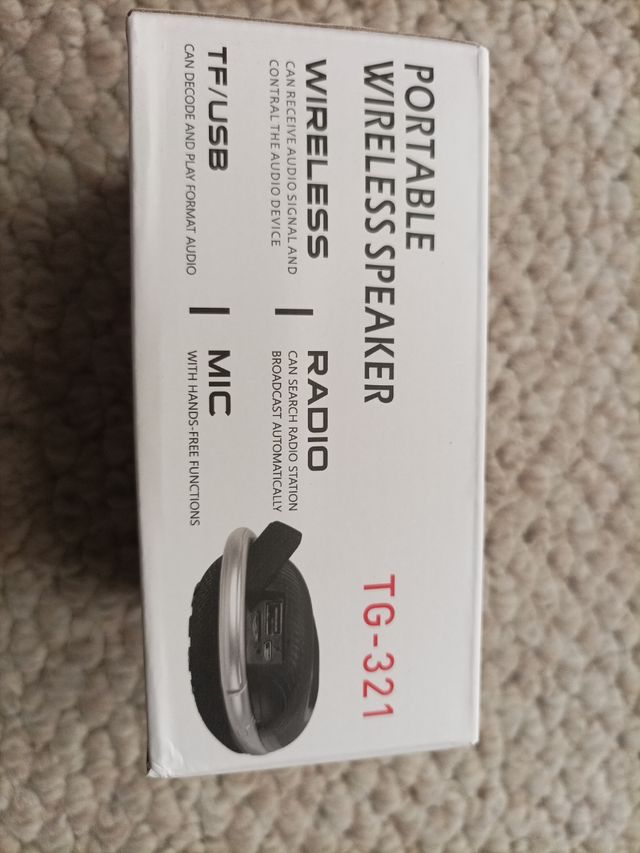 PORTABLE
WIRELESS SPEAKER
TG-321
WIRELESS
CAN RECEIVE AUDIO SIGNAL AND
CONTRAL THE AUDIO DEVICE
RADIO
CAN SEARCH RADIO STATION
BROADCAST AUTOMATICALLY
TF/USB
CAN DECODE AND PLAY FORMAT AUDIO
MIC
WITH HANDS-FREE FUNCTIONS